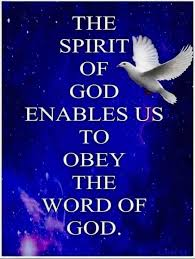 THE
SPIRIT
OF
GOD
ENABLES US
TO
OBEY
THE
WORD OF
GOD.